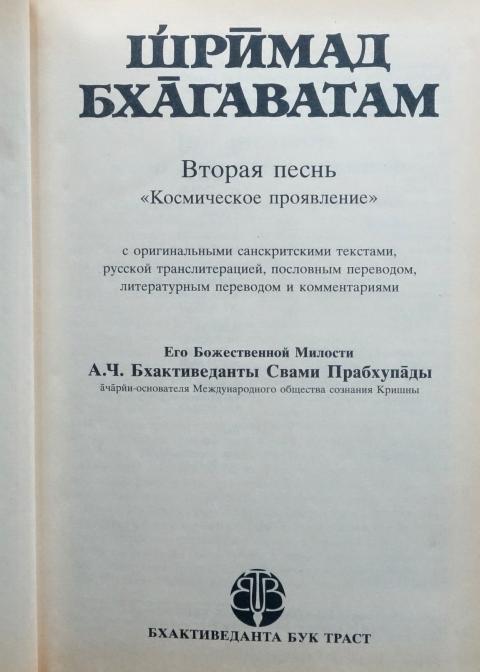 Ш́РӢМАД
БХА̄ГАВАТАМ
Вторая песнь
«Космическое проявление»
с оригинальными санскритскими текстами,
русской транслитерацией, пословным переводом,
литературным переводом и комментариями
Его Божественной Милости
А.Ч. Бхактиведанты Свами Прабхупа̄ды
а̄ча̄рйи-основателя Международного общества сознания Кришны
БХАКТИВЕДАНТА БУК ТРАСТ